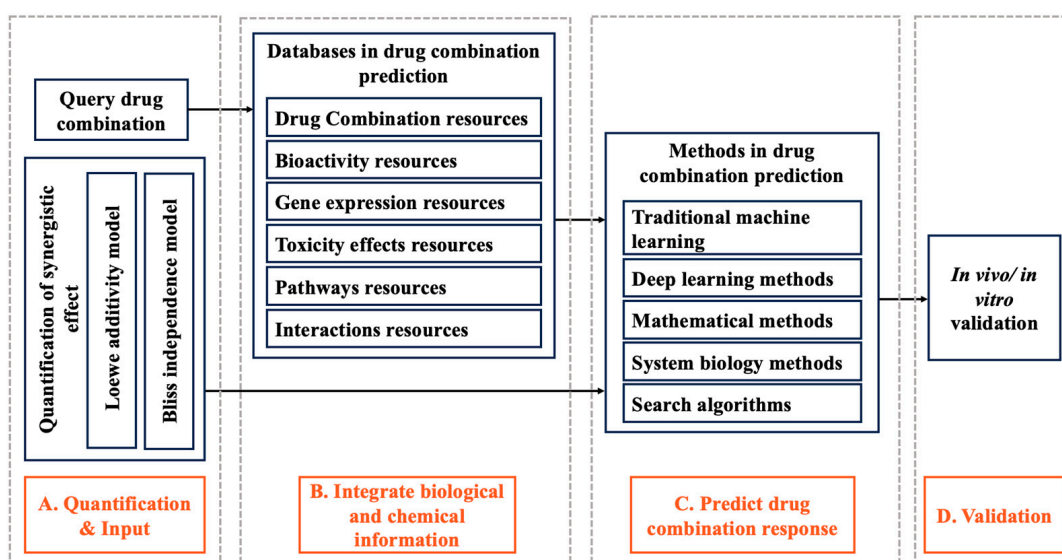 Query drug
combination
Quantification of synergistic
effect
Loewe additivity model
Bliss independence model
A. Quantification
& Input
Databases in drug combination
prediction
Drug Combination resources
Bioactivity resources
Gene expression resources
Toxicity effects resources
Pathways resources
Interactions resources
B. Integrate biological
and chemical
information
Methods in drug
combination prediction
Traditional machine
learning
Deep learning methods
Mathematical methods
System biology methods
Search algorithms
C. Predict drug
combination response
In vivo/ in
vitro
validation
D. Validation